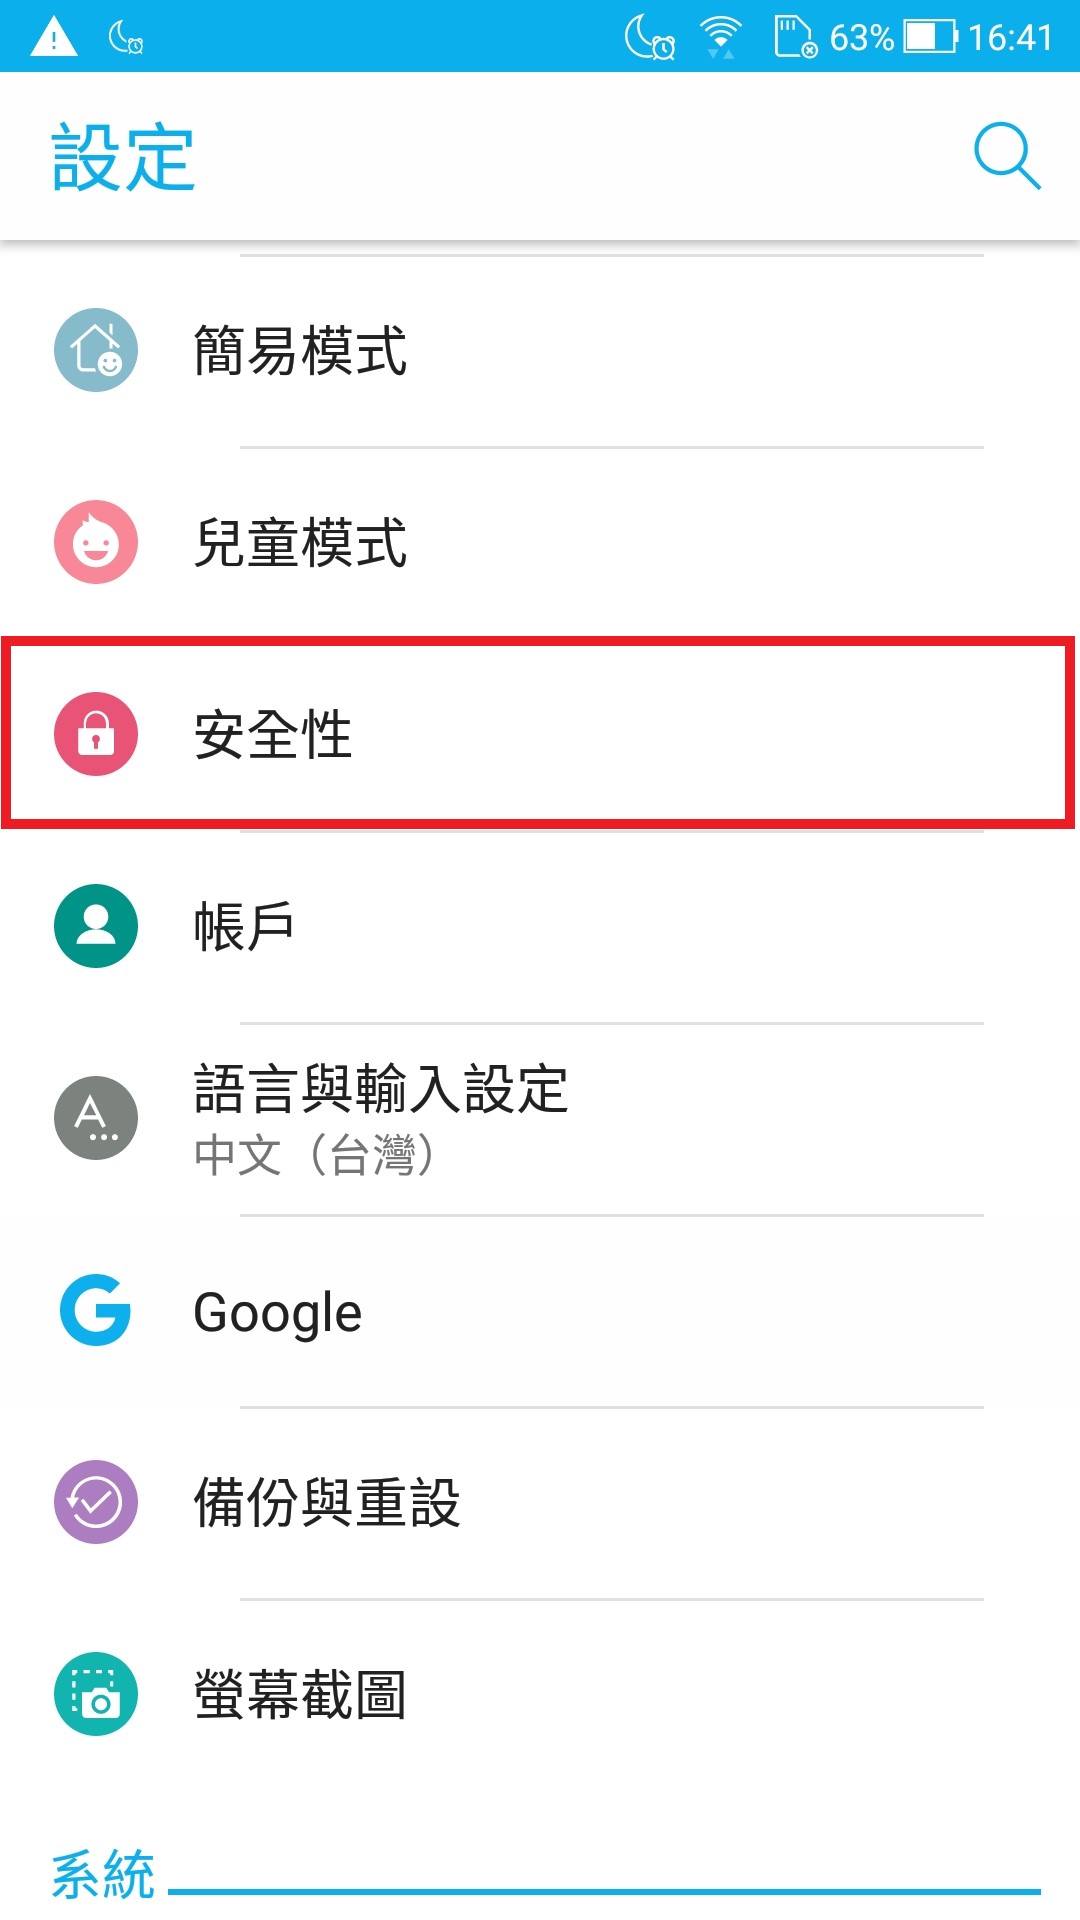 63% 16:41
設定
簡易模式
兒童模式
安全性
帳戶
語言與輸入設定
中文（台灣）
Google
備份與重設
螢幕截圖
系統